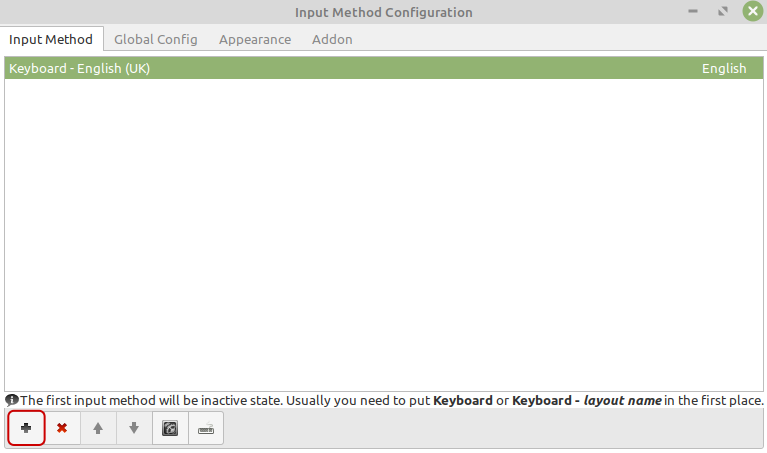 Input Method Configuration
Input Method Global Config Appearance Addon
Keyboard - English (UK) English
The first input method will be inactive state. Usually you need to put Keyboard or Keyboard - layout name in the first place.